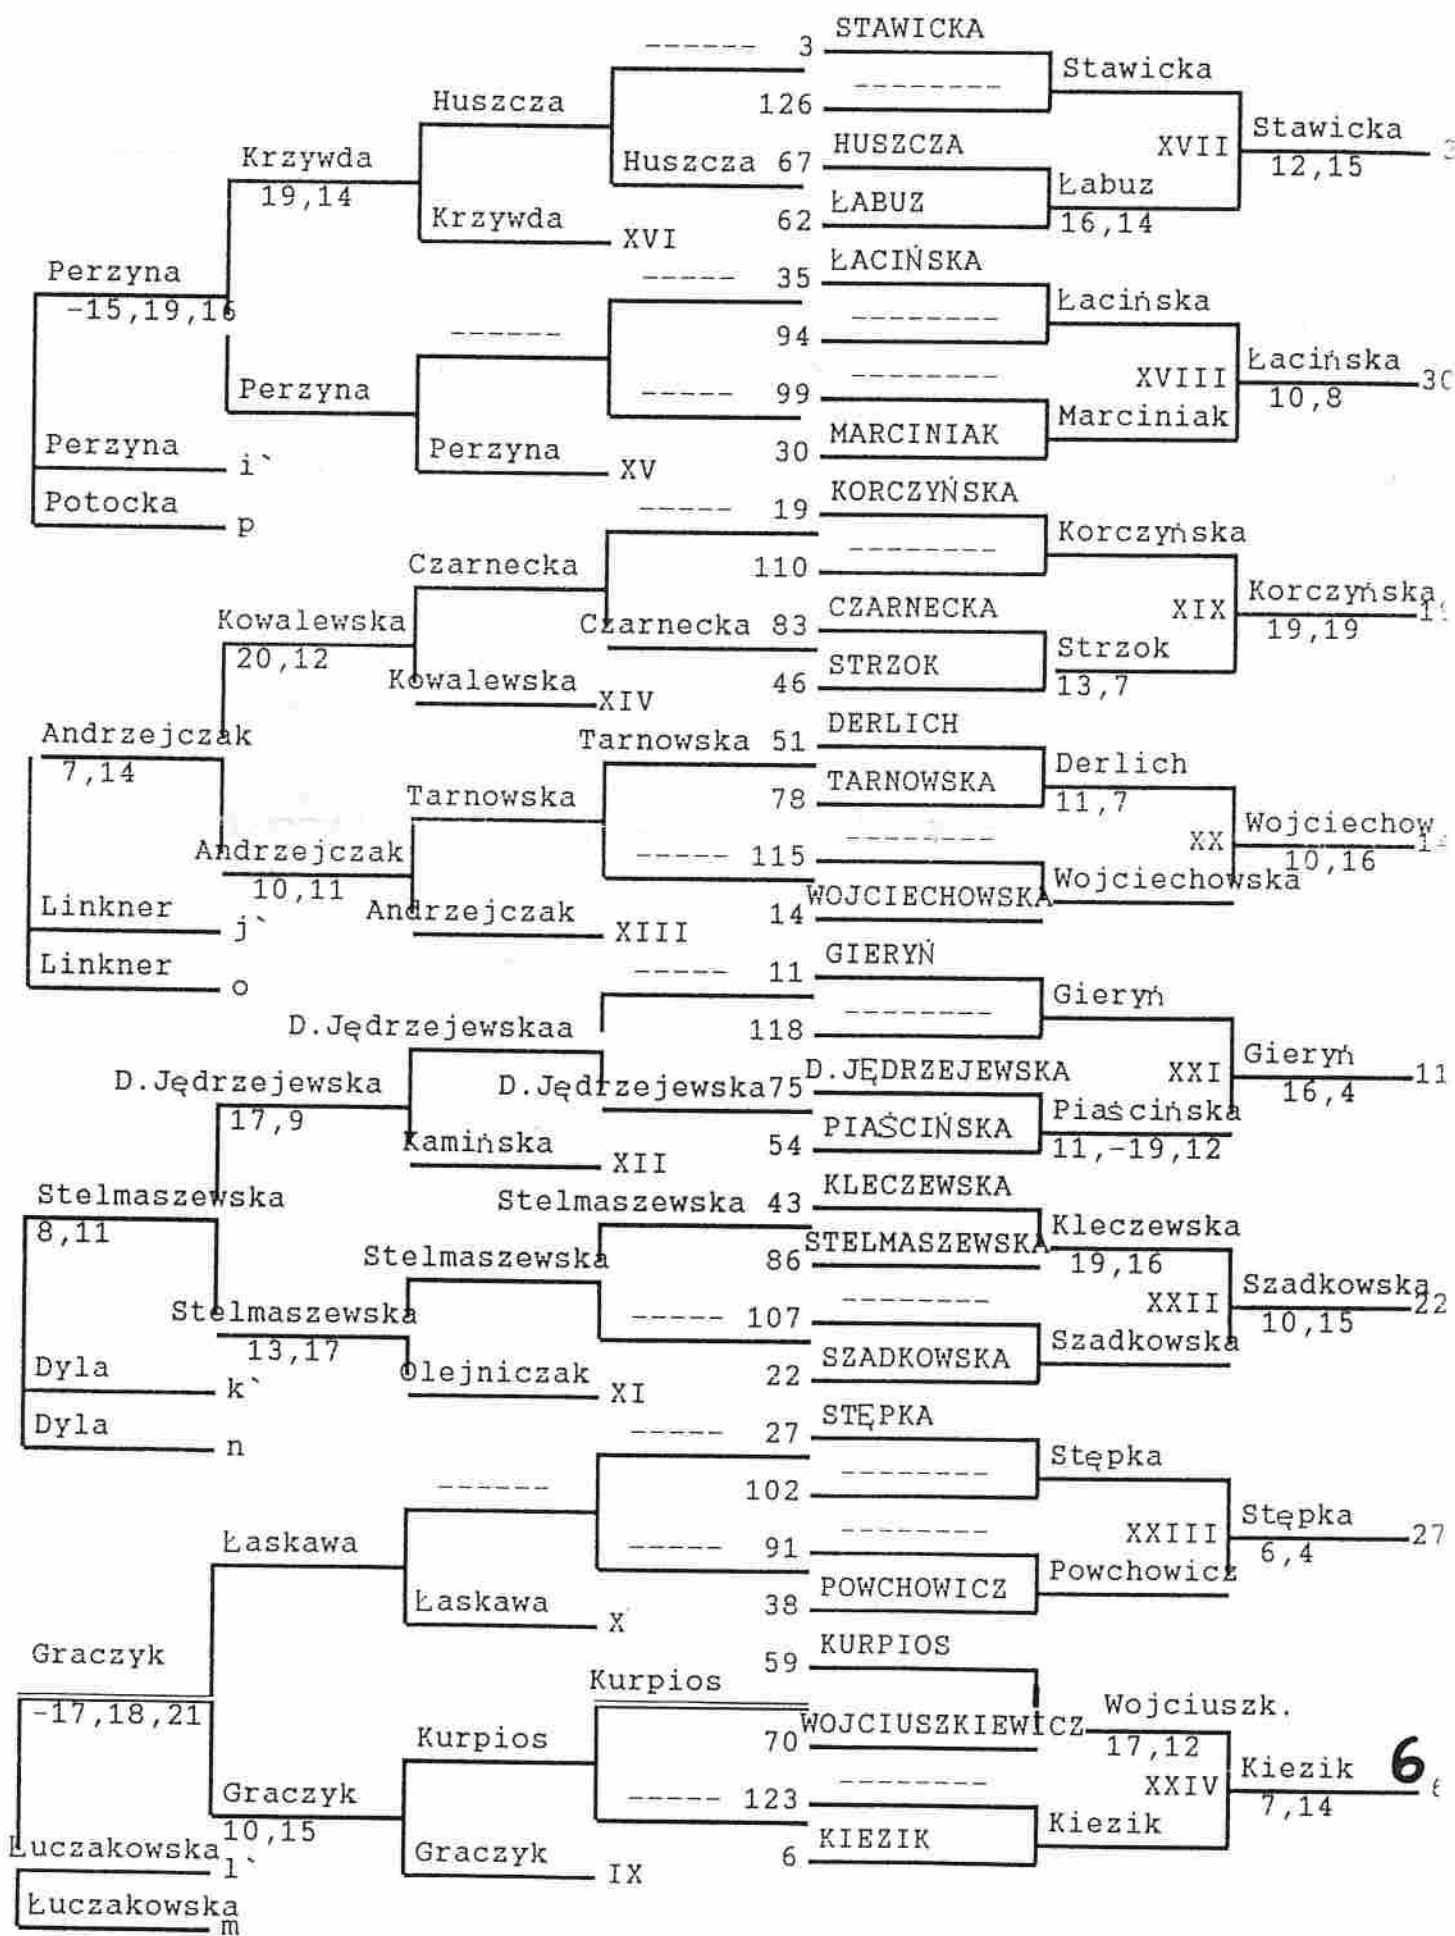 STAWICKA
------ 3
Stawicka
--------
Huszcza 126
Stawicka
HUSZCZA XVII
Krzywda Huszcza 67 12,15
19,14 Łabuz
ŁABUZ
Krzywda XVI 62 16,14
Perzyna ----- 35 ŁACIŃSKA
-15,19,16 Łacińska
------ 94 --------
Łacińska
Perzyna ----- 99 -------- XVIII 30
10,8
Marciniak
Perzyna i` Perzyna XV 30 MARCINIAK
Potocka p ----- 19 KORCZYŃSKA
Korczyńska
Czarnecka 110 --------
Korczyńska
Kowalewska Czarnecka 83 CZARNECKA XIX
20,12 19,19
Strzok
Kowalewska XIV 46 STRZOK 13,7
Andrzejczak Tarnowska 51 DERLICH
7,14 Derlich
Tarnowska 78 TARNOWSKA 11,7
Wojciechow
Andrzejczak ----- 115 -------- XX
10,11 10,16
Wojciechowska
Linkner j` Andrzejczak XIII 14 WOJCIECHOWSKA
Linkner o ----- 11 GIERYŃ
Gieryń
D.Jędrzejewskaa 118 --------
Gieryń
D.Jędrzejewska D.Jędrzejewska 75 D.JĘDRZEJEWSKA XXI 11
17,9 16,4
Piaścińska
Kamińska XII 54 PIAŚCIŃSKA 11,-19,12
Stelmaszewska Stelmaszewska 43 KLECZEWSKA
8,11 Kleczewska
Stelmaszewska 86 STELMASZEWSKA 19,16
Szadkowska
Stelmaszewska ----- 107 -------- XXII 22
13,17 10,15
Szadkowska
Dyla k` Olejniczak XI 22 SZADKOWSKA
Dyla n ----- 27 STĘPKA
Stępka
------ 102 --------
Stępka
Łaskawa ----- 91 -------- XXIII 27
6,4
Powchowicz
Łaskawa X 38 POWCHOWICZ
Graczyk Kurpios 59 KURPIOS
-17,18,21 Wojciuszk.
Kurpios 70 WOJCIUSZKIEWICZ 17,12
Kiezik 6
Graczyk ----- 123 -------- XXIV
10,15 7,14
Kiezik
Łuczakowska l` Graczyk IX 6 KIEZIK
Łuczakowska m